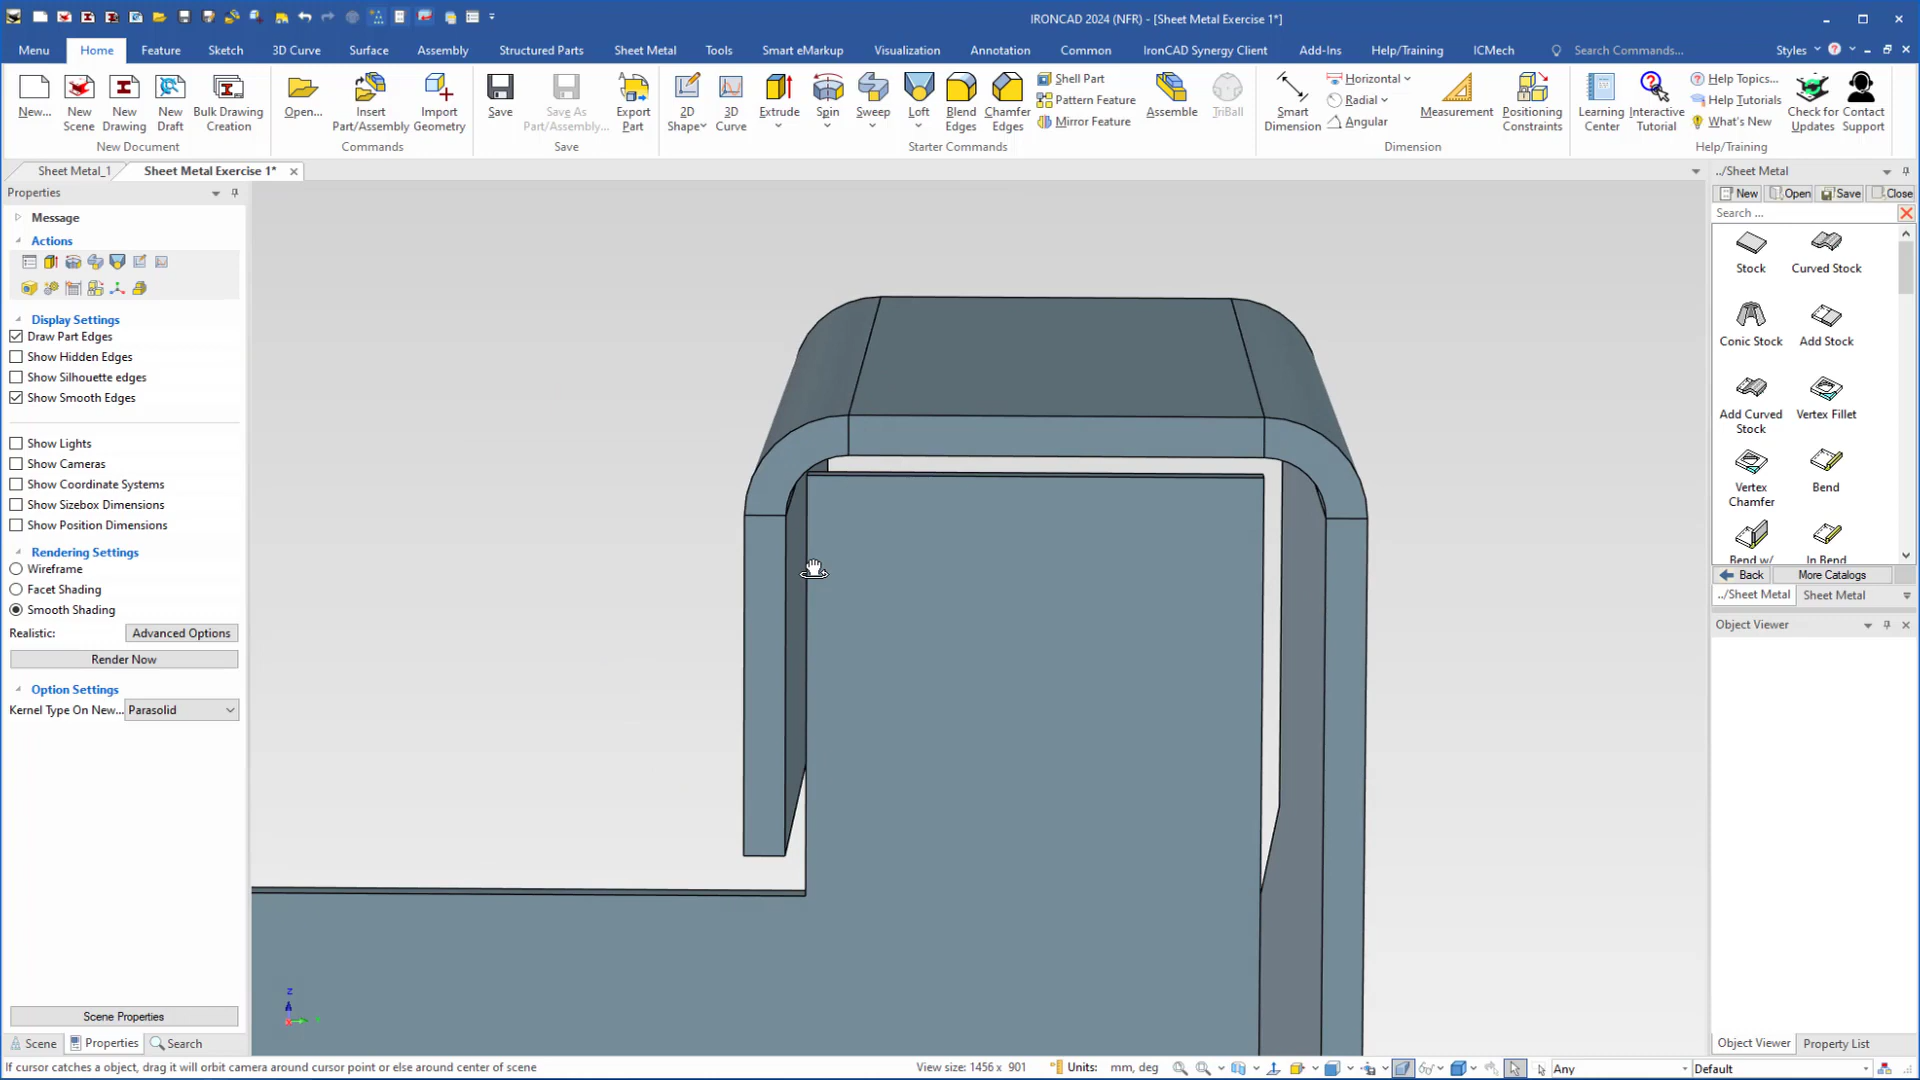 IRONCAD 2024 (NFR) - [Sheet Metal Exercise 1*]
Menu Home Feature Sketch 3D Curve Surface Assembly Structured Parts Sheet Metal Tools Smart eMarkup Visualization Annotation Common IronCAD Synergy Client Add-Ins Help/Training ICMech Search Commands... Styles
New... New Scene New Drawing New Draft Bulk Drawing Creation
New Document
Open... Insert Part/Assembly Import Geometry
Commands
Save Save As Part/Assembly... Export Part
Save
2D Shape 3D Curve Extrude Spin Sweep Loft Blend Edges Chamfer Edges Shell Part Pattern Feature Mirror Feature Assemble TriBall
Starter Commands
Smart Dimension Horizontal Radial Angular Measurement Positioning Constraints
Dimension
Learning Center Interactive Tutorial Help Topics... Help Tutorials What's New Check for Updates Contact Support
Help/Training
Sheet Metal_1 Sheet Metal Exercise 1*
Properties
Message
Actions
Display Settings
Draw Part Edges
Show Hidden Edges
Show Silhouette edges
Show Smooth Edges
Show Lights
Show Cameras
Show Coordinate Systems
Show Sizebox Dimensions
Show Position Dimensions
Rendering Settings
Wireframe
Facet Shading
Smooth Shading
Realistic: Advanced Options
Render Now
Option Settings
Kernel Type On New... Parasolid
Scene Properties
Scene Properties Search
z
../Sheet Metal
New Open Save Close
Search ...
Stock Curved Stock
Conic Stock Add Stock
Add Curved Stock Vertex Fillet
Vertex Chamfer Bend
Bend w/ In Bend
Back More Catalogs
../Sheet Metal Sheet Metal
Object Viewer
Object Viewer Property List
If cursor catches a object, drag it will orbit camera around cursor point or else around center of scene View size: 1456 x 901 Units: mm, deg Any Default